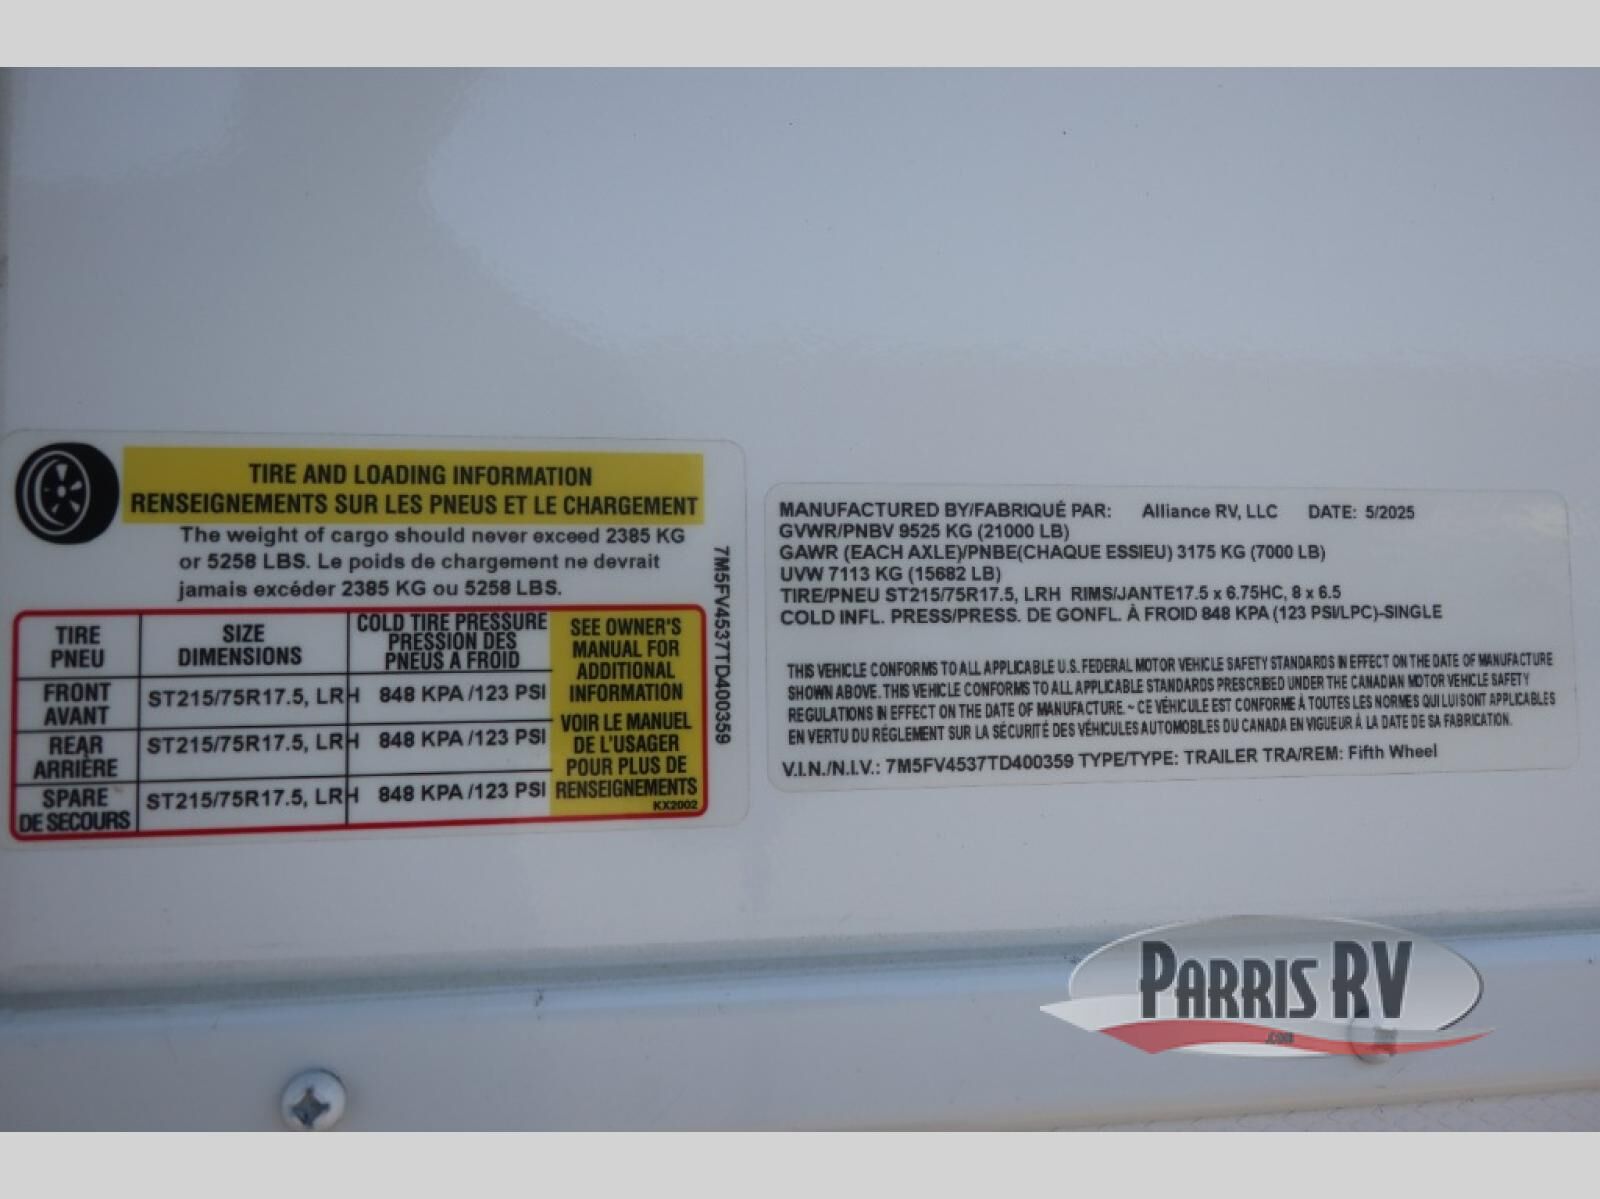 TIRE AND LOADING INFORMATION
RENSEIGNEMENTS SUR LES PNEUS ET LE CHARGEMENT
The weight of cargo should never exceed 2385 KG
or 5258 LBS. Le poids de chargement ne devrait
jamais excéder 2385 KG ou 5258 LBS.
TIRE
PNEU
SIZE
DIMENSIONS
COLD TIRE PRESSURE
PRESSION DES
PNEUS A FROID
FRONT
AVANT
ST215/75R17.5, LRH
848 KPA /123 PSI
REAR
ARRIÈRE
ST215/75R17.5, LRH
848 KPA /123 PSI
SPARE
DE SECOURS
ST215/75R17.5, LRH
848 KPA /123 PSI
SEE OWNER'S
MANUAL FOR
ADDITIONAL
INFORMATION
VOIR LE MANUEL
DE L'USAGER
POUR PLUS DE
RENSEIGNEMENTS
KX2002
7M5FV4537TD400359
MANUFACTURED BY/FABRIQUÉ PAR: Alliance RV, LLC DATE: 5/2025
GVWR/PNBV 9525 KG (21000 LB)
GAWR (EACH AXLE)/PNBE(CHAQUE ESSIEU) 3175 KG (7000 LB)
UVW 7113 KG (15682 LB)
TIRE/PNEU ST215/75R17.5, LRH RIMS/JANTE17.5 x 6.75HC, 8 x 6.5
COLD INFL. PRESS/PRESS. DE GONFL. À FROID 848 KPA (123 PSI/LPC)-SINGLE
THIS VEHICLE CONFORMS TO ALL APPLICABLE U.S. FEDERAL MOTOR VEHICLE SAFETY STANDARDS IN EFFECT ON THE DATE OF MANUFACTURE
SHOWN ABOVE. THIS VEHICLE CONFORMS TO ALL APPLICABLE STANDARDS PRESCRIBED UNDER THE CANADIAN MOTOR VEHICLE SAFETY
REGULATIONS IN EFFECT ON THE DATE OF MANUFACTURE. ~ CE VÉHICULE EST CONFORME À TOUTES LES NORMES QUI LUI SONT APPLICABLES
EN VERTU DU RÉGLEMENT SUR LA SÉCURITÉ DES VÉHICULES AUTOMOBILES DU CANADA EN VIGUEUR À LA DATE DE SA FABRICATION.
V.I.N./N.I.V.: 7M5FV4537TD400359 TYPE/TYPE: TRAILER TRA/REM: Fifth Wheel
PARRIS RV
.COM